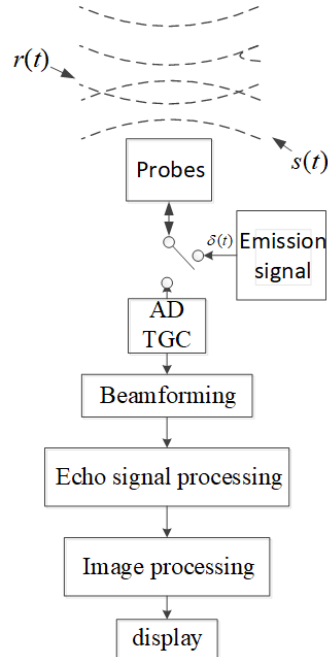 r(t)
s(t)
Probes
δ(t)
Emission
signal
AD
TGC
Beamforming
Echo signal processing
Image processing
display